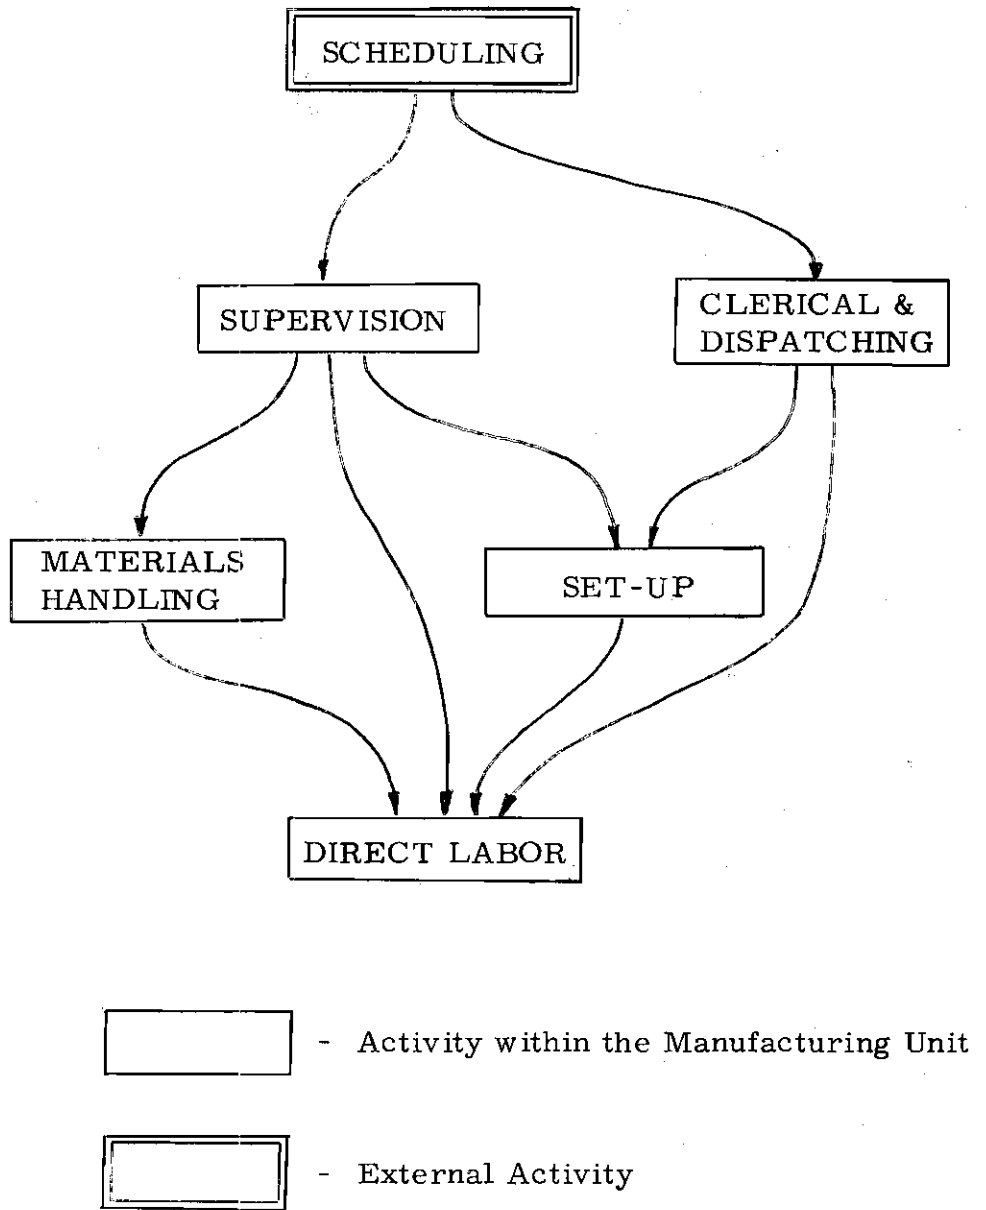 SCHEDULING
SUPERVISION
CLERICAL &
DISPATCHING
MATERIALS
HANDLING
SET-UP
DIRECT LABOR
- Activity within the Manufacturing Unit
- External Activity